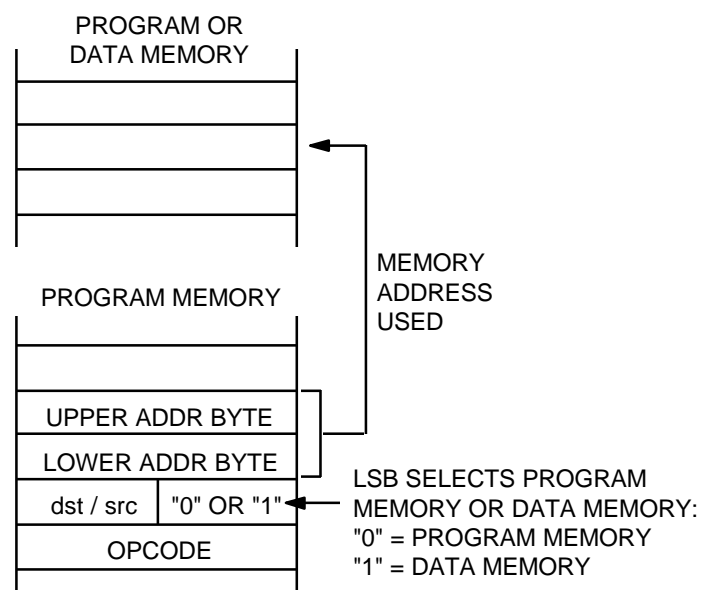 PROGRAM OR
DATA MEMORY
MEMORY
ADDRESS
USED
PROGRAM MEMORY
UPPER ADDR BYTE
LOWER ADDR BYTE
dst / src "0" OR "1"
OPCODE
LSB SELECTS PROGRAM
MEMORY OR DATA MEMORY:
"0" = PROGRAM MEMORY
"1" = DATA MEMORY